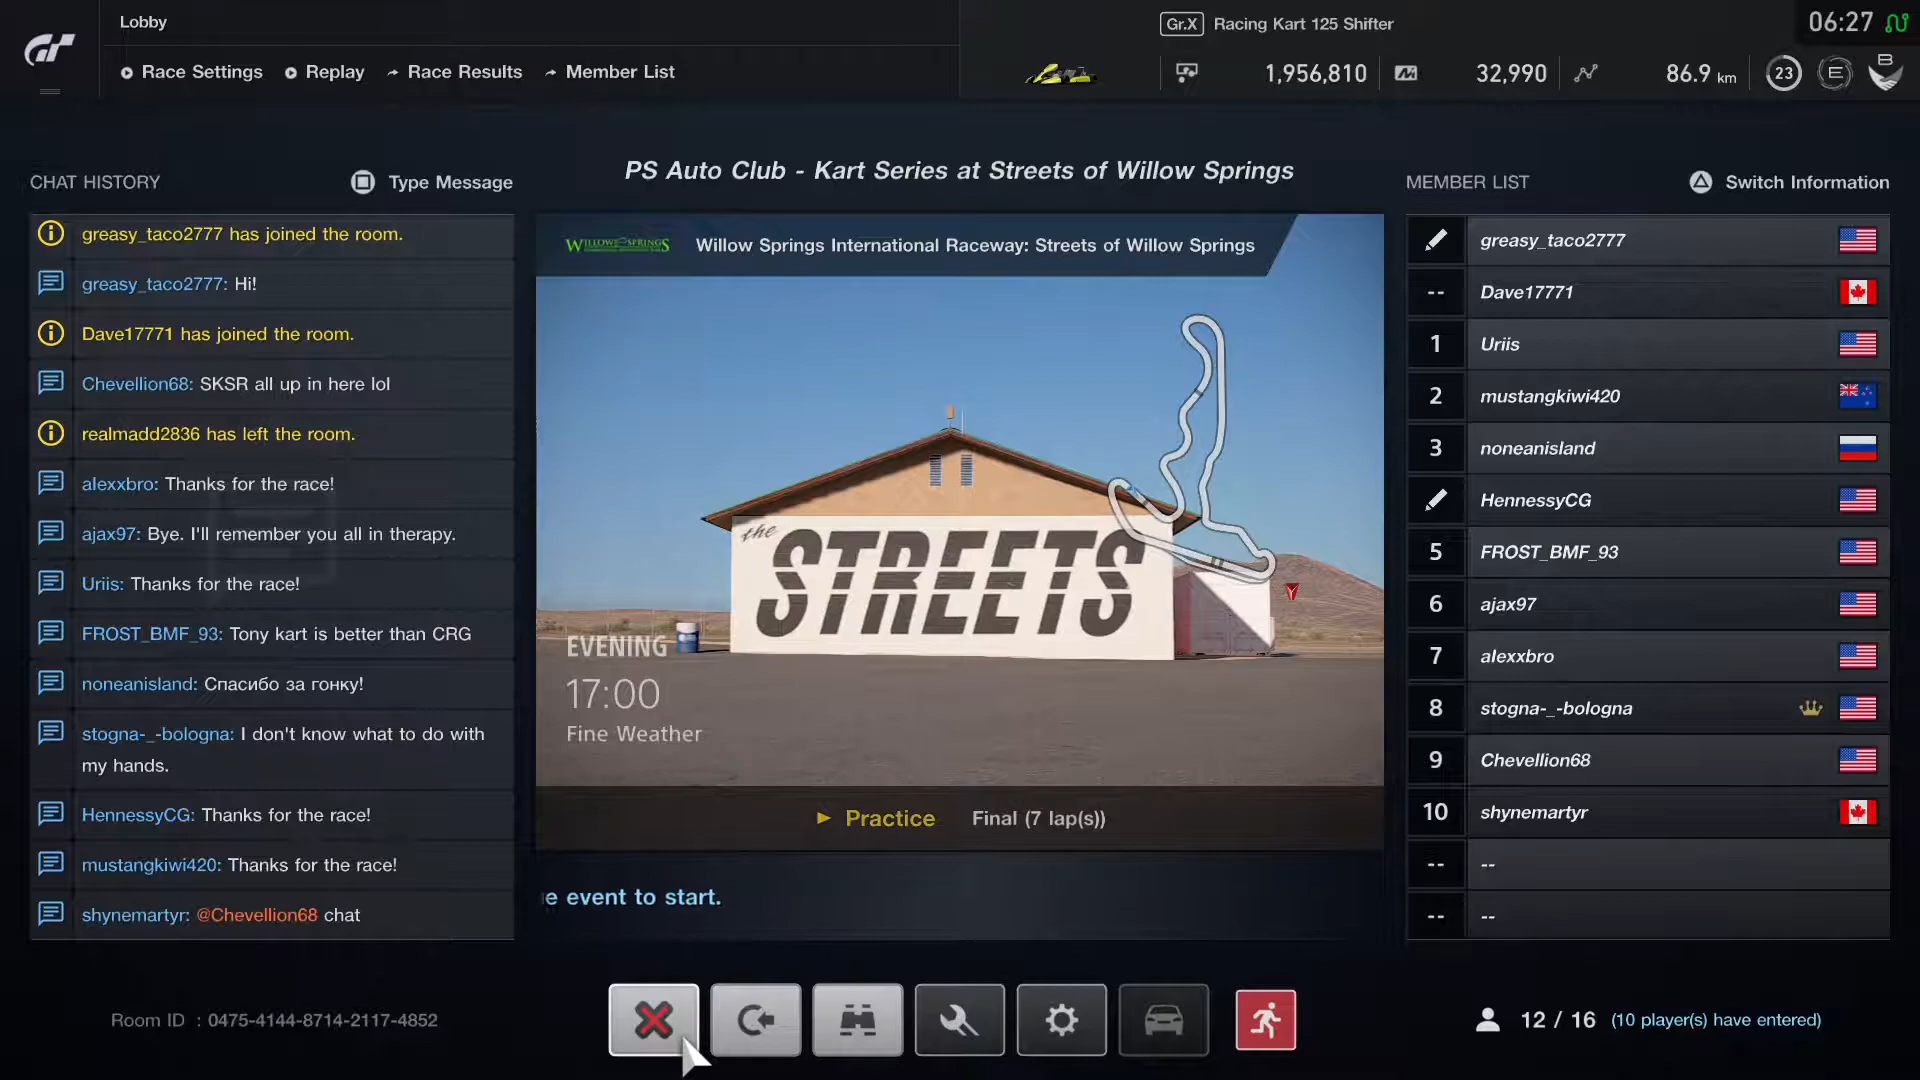 Lobby
Gr.X Racing Kart 125 Shifter
06:27
Race Settings Replay Race Results Member List
1,956,810 32,990 86.9 km 23 E B
PS Auto Club - Kart Series at Streets of Willow Springs
CHAT HISTORY Type Message
greasy_taco2777 has joined the room.
greasy_taco2777: Hi!
Dave17771 has joined the room.
Chevellion68: SKSR all up in here lol
realmadd2836 has left the room.
alexxbro: Thanks for the race!
ajax97: Bye. I'll remember you all in therapy.
Uriis: Thanks for the race!
FROST_BMF_93: Tony kart is better than CRG
noneanisland: Спасибо за гонку!
stogna-_-bologna: I don't know what to do with
my hands.
HennessyCG: Thanks for the race!
mustangkiwi420: Thanks for the race!
shynemartyr: @Chevellion68 chat
WILLOW SPRINGS Willow Springs International Raceway: Streets of Willow Springs
the
STREETS
EVENING
17:00
Fine Weather
Practice Final (7 lap(s))
e event to start.
MEMBER LIST Switch Information
greasy_taco2777
-- Dave17771
1 Uriis
2 mustangkiwi420
3 noneanisland
HennessyCG
5 FROST_BMF_93
6 ajax97
7 alexxbro
8 stogna-_-bologna
9 Chevellion68
10 shynemartyr
-- --
-- --
Room ID : 0475-4144-8714-2117-4852
12 / 16 (10 player(s) have entered)